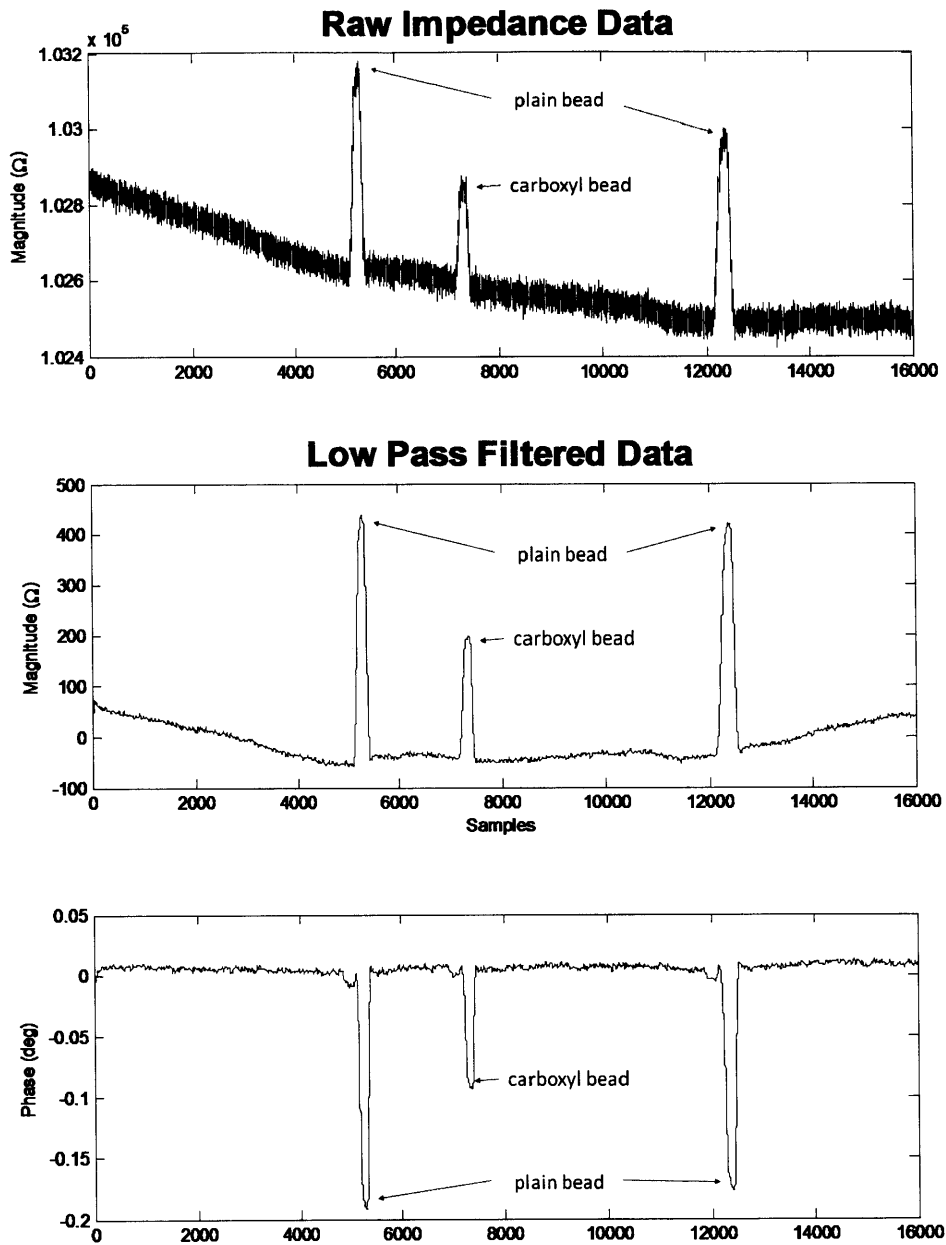 Raw Impedance Data
x 10^5
1.032
1.03
1.028
1.026
1.024
Magnitude (Ω)
plain bead
carboxyl bead
0 2000 4000 6000 8000 10000 12000 14000 16000
Low Pass Filtered Data
500
400
300
200
100
0
-100
Magnitude (Ω)
plain bead
carboxyl bead
0 2000 4000 6000 8000 10000 12000 14000 16000
Samples
0.05
0
-0.05
-0.1
-0.15
-0.2
Phase (deg)
carboxyl bead
plain bead
0 2000 4000 6000 8000 10000 12000 14000 16000